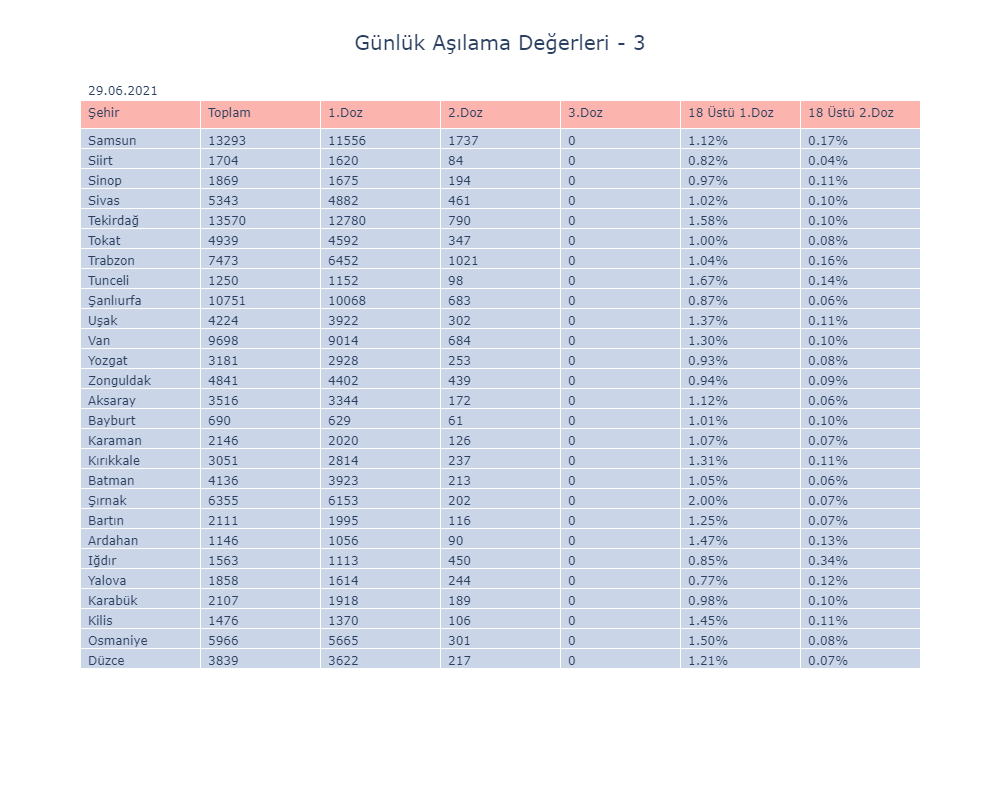 Günlük Aşılama Değerleri - 3
29.06.2021
Şehir Toplam 1.Doz 2.Doz 3.Doz 18 Üstü 1.Doz 18 Üstü 2.Doz
Samsun 13293 11556 1737 0 1.12% 0.17%
Siirt 1704 1620 84 0 0.82% 0.04%
Sinop 1869 1675 194 0 0.97% 0.11%
Sivas 5343 4882 461 0 1.02% 0.10%
Tekirdağ 13570 12780 790 0 1.58% 0.10%
Tokat 4939 4592 347 0 1.00% 0.08%
Trabzon 7473 6452 1021 0 1.04% 0.16%
Tunceli 1250 1152 98 0 1.67% 0.14%
Şanlıurfa 10751 10068 683 0 0.87% 0.06%
Uşak 4224 3922 302 0 1.37% 0.11%
Van 9698 9014 684 0 1.30% 0.10%
Yozgat 3181 2928 253 0 0.93% 0.08%
Zonguldak 4841 4402 439 0 0.94% 0.09%
Aksaray 3516 3344 172 0 1.12% 0.06%
Bayburt 690 629 61 0 1.01% 0.10%
Karaman 2146 2020 126 0 1.07% 0.07%
Kırıkkale 3051 2814 237 0 1.31% 0.11%
Batman 4136 3923 213 0 1.05% 0.06%
Şırnak 6355 6153 202 0 2.00% 0.07%
Bartın 2111 1995 116 0 1.25% 0.07%
Ardahan 1146 1056 90 0 1.47% 0.13%
Iğdır 1563 1113 450 0 0.85% 0.34%
Yalova 1858 1614 244 0 0.77% 0.12%
Karabük 2107 1918 189 0 0.98% 0.10%
Kilis 1476 1370 106 0 1.45% 0.11%
Osmaniye 5966 5665 301 0 1.50% 0.08%
Düzce 3839 3622 217 0 1.21% 0.07%